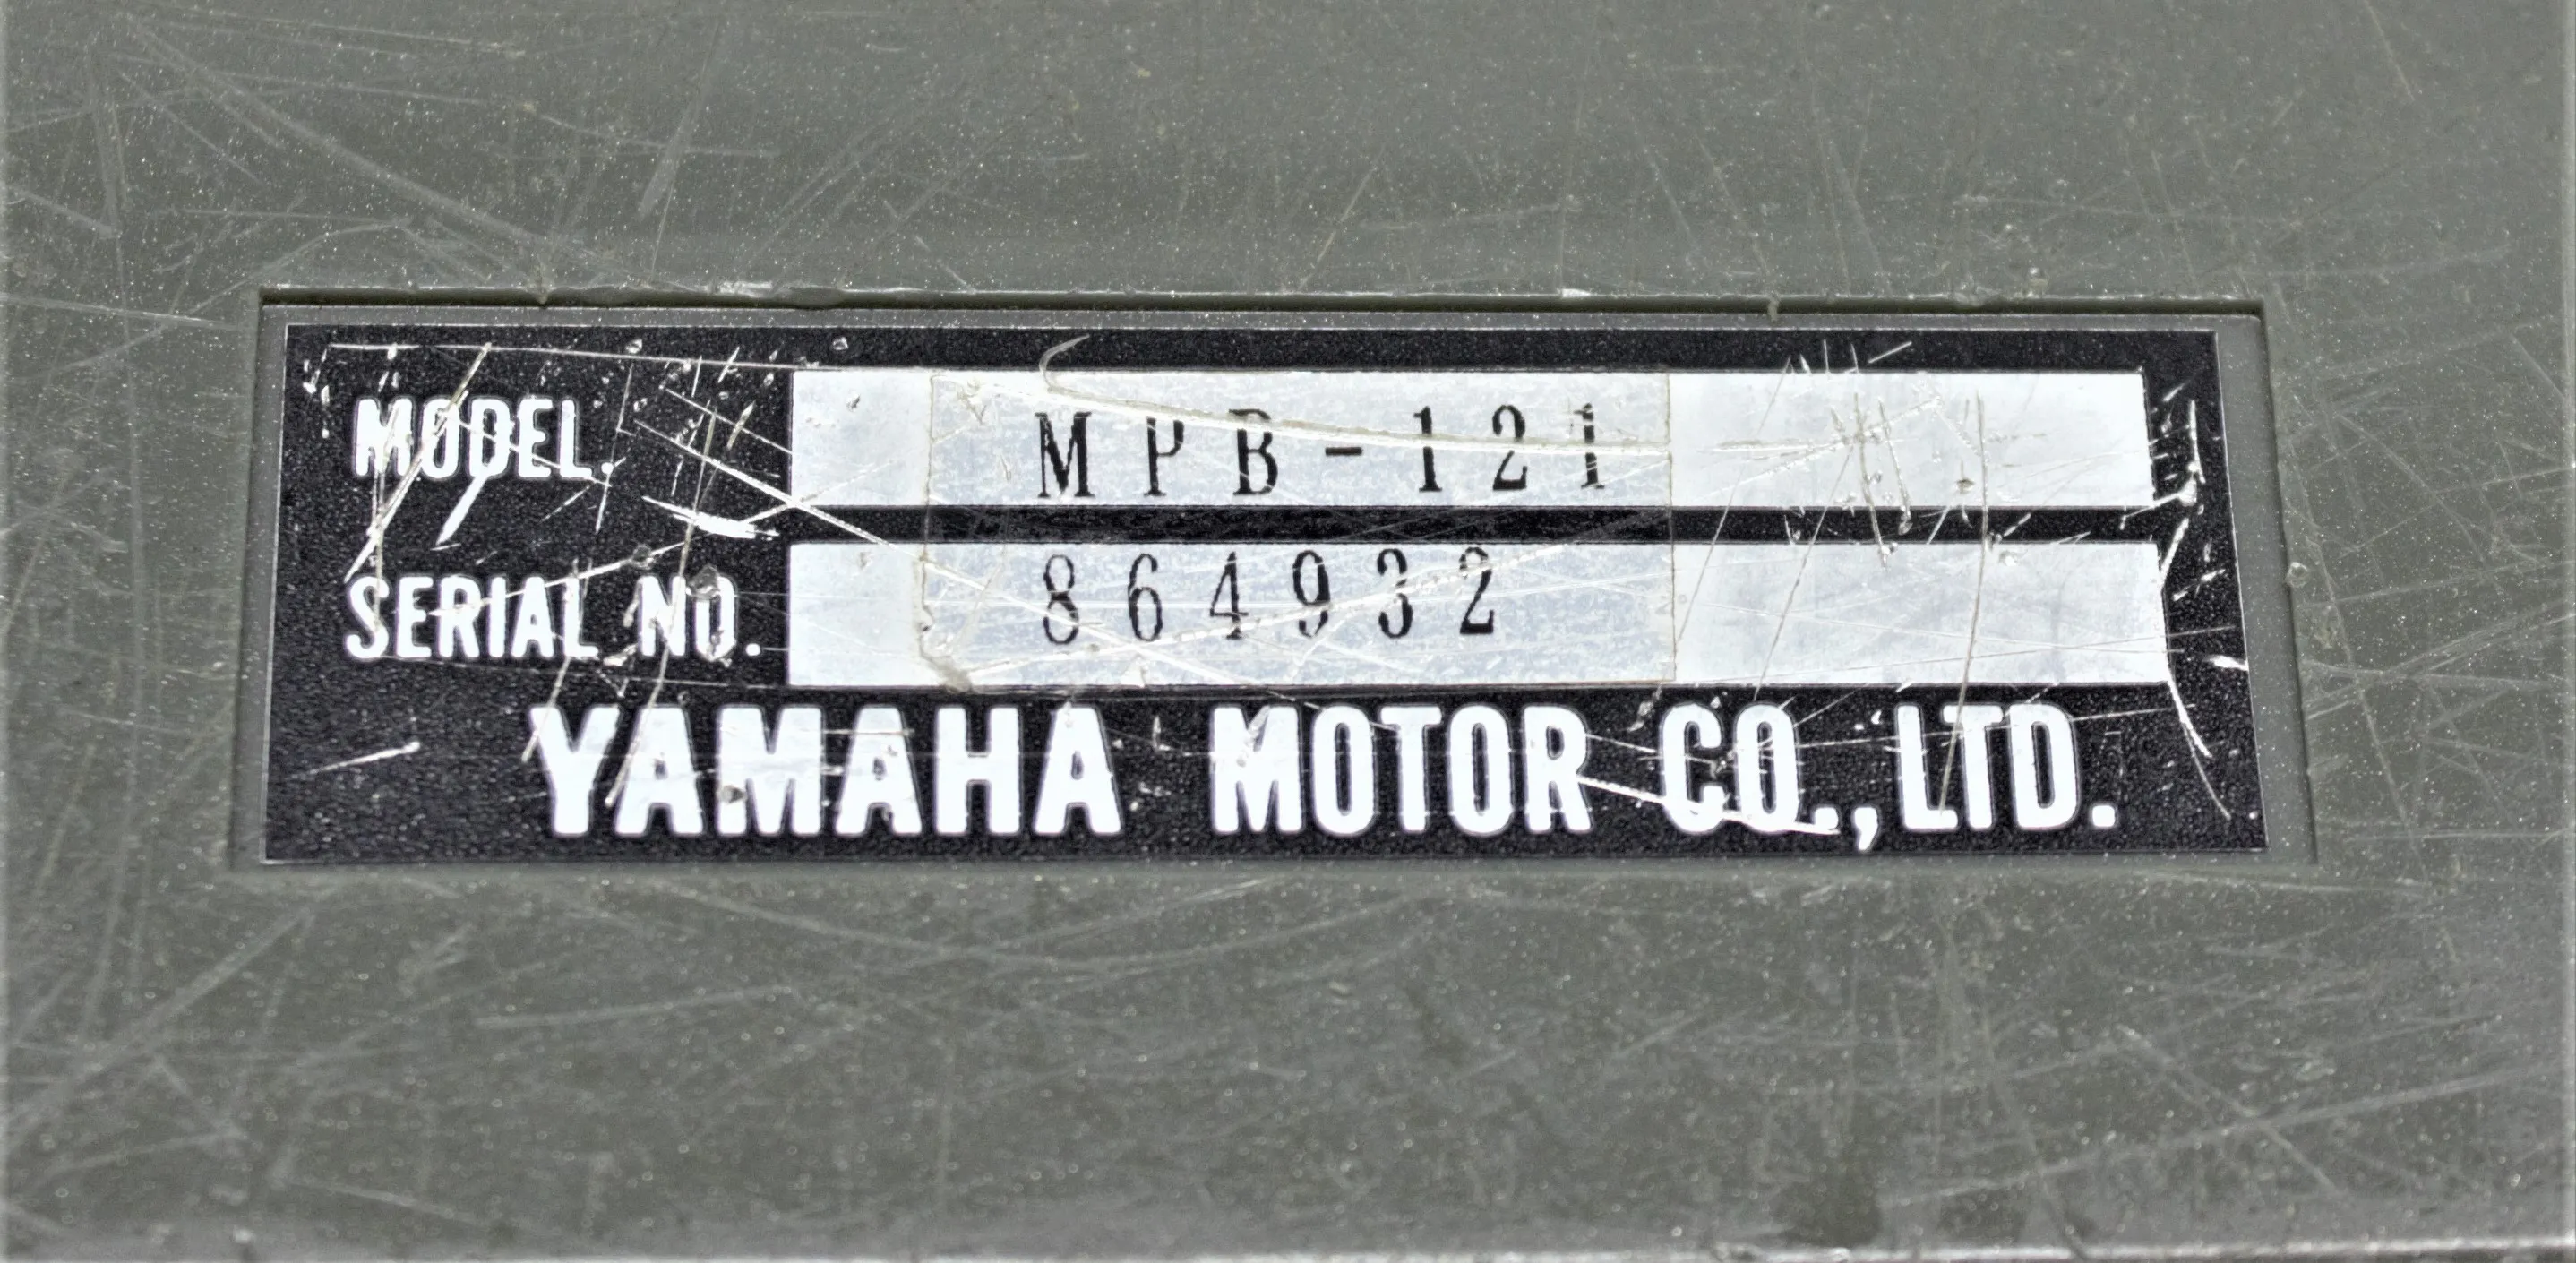 MODEL. MPB-121
SERIAL NO. 864932
YAMAHA MOTOR CO.,LTD.